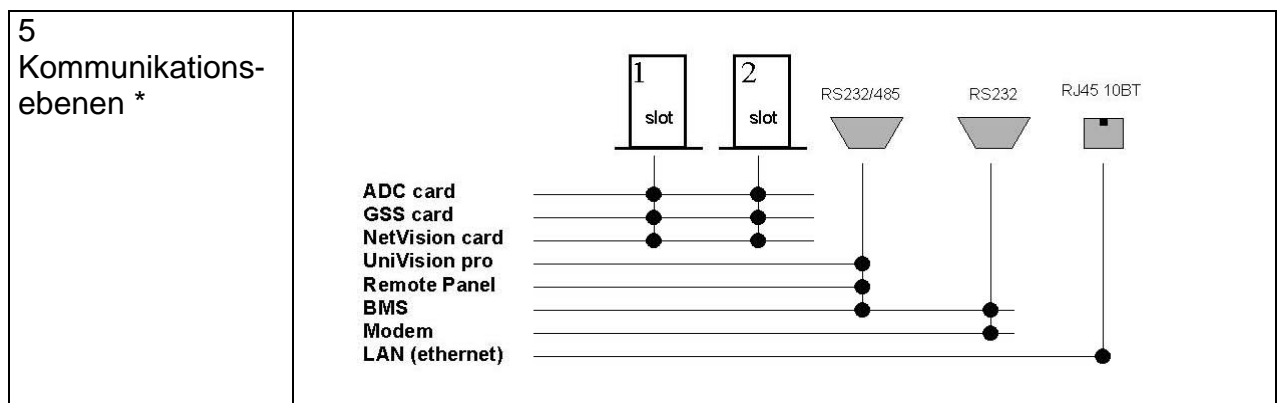 5
Kommunikations-
ebenen *
1
slot
2
slot
RS232/485
RS232
RJ45 10BT
ADC card
GSS card
NetVision card
UniVision pro
Remote Panel
BMS
Modem
LAN (ethernet)